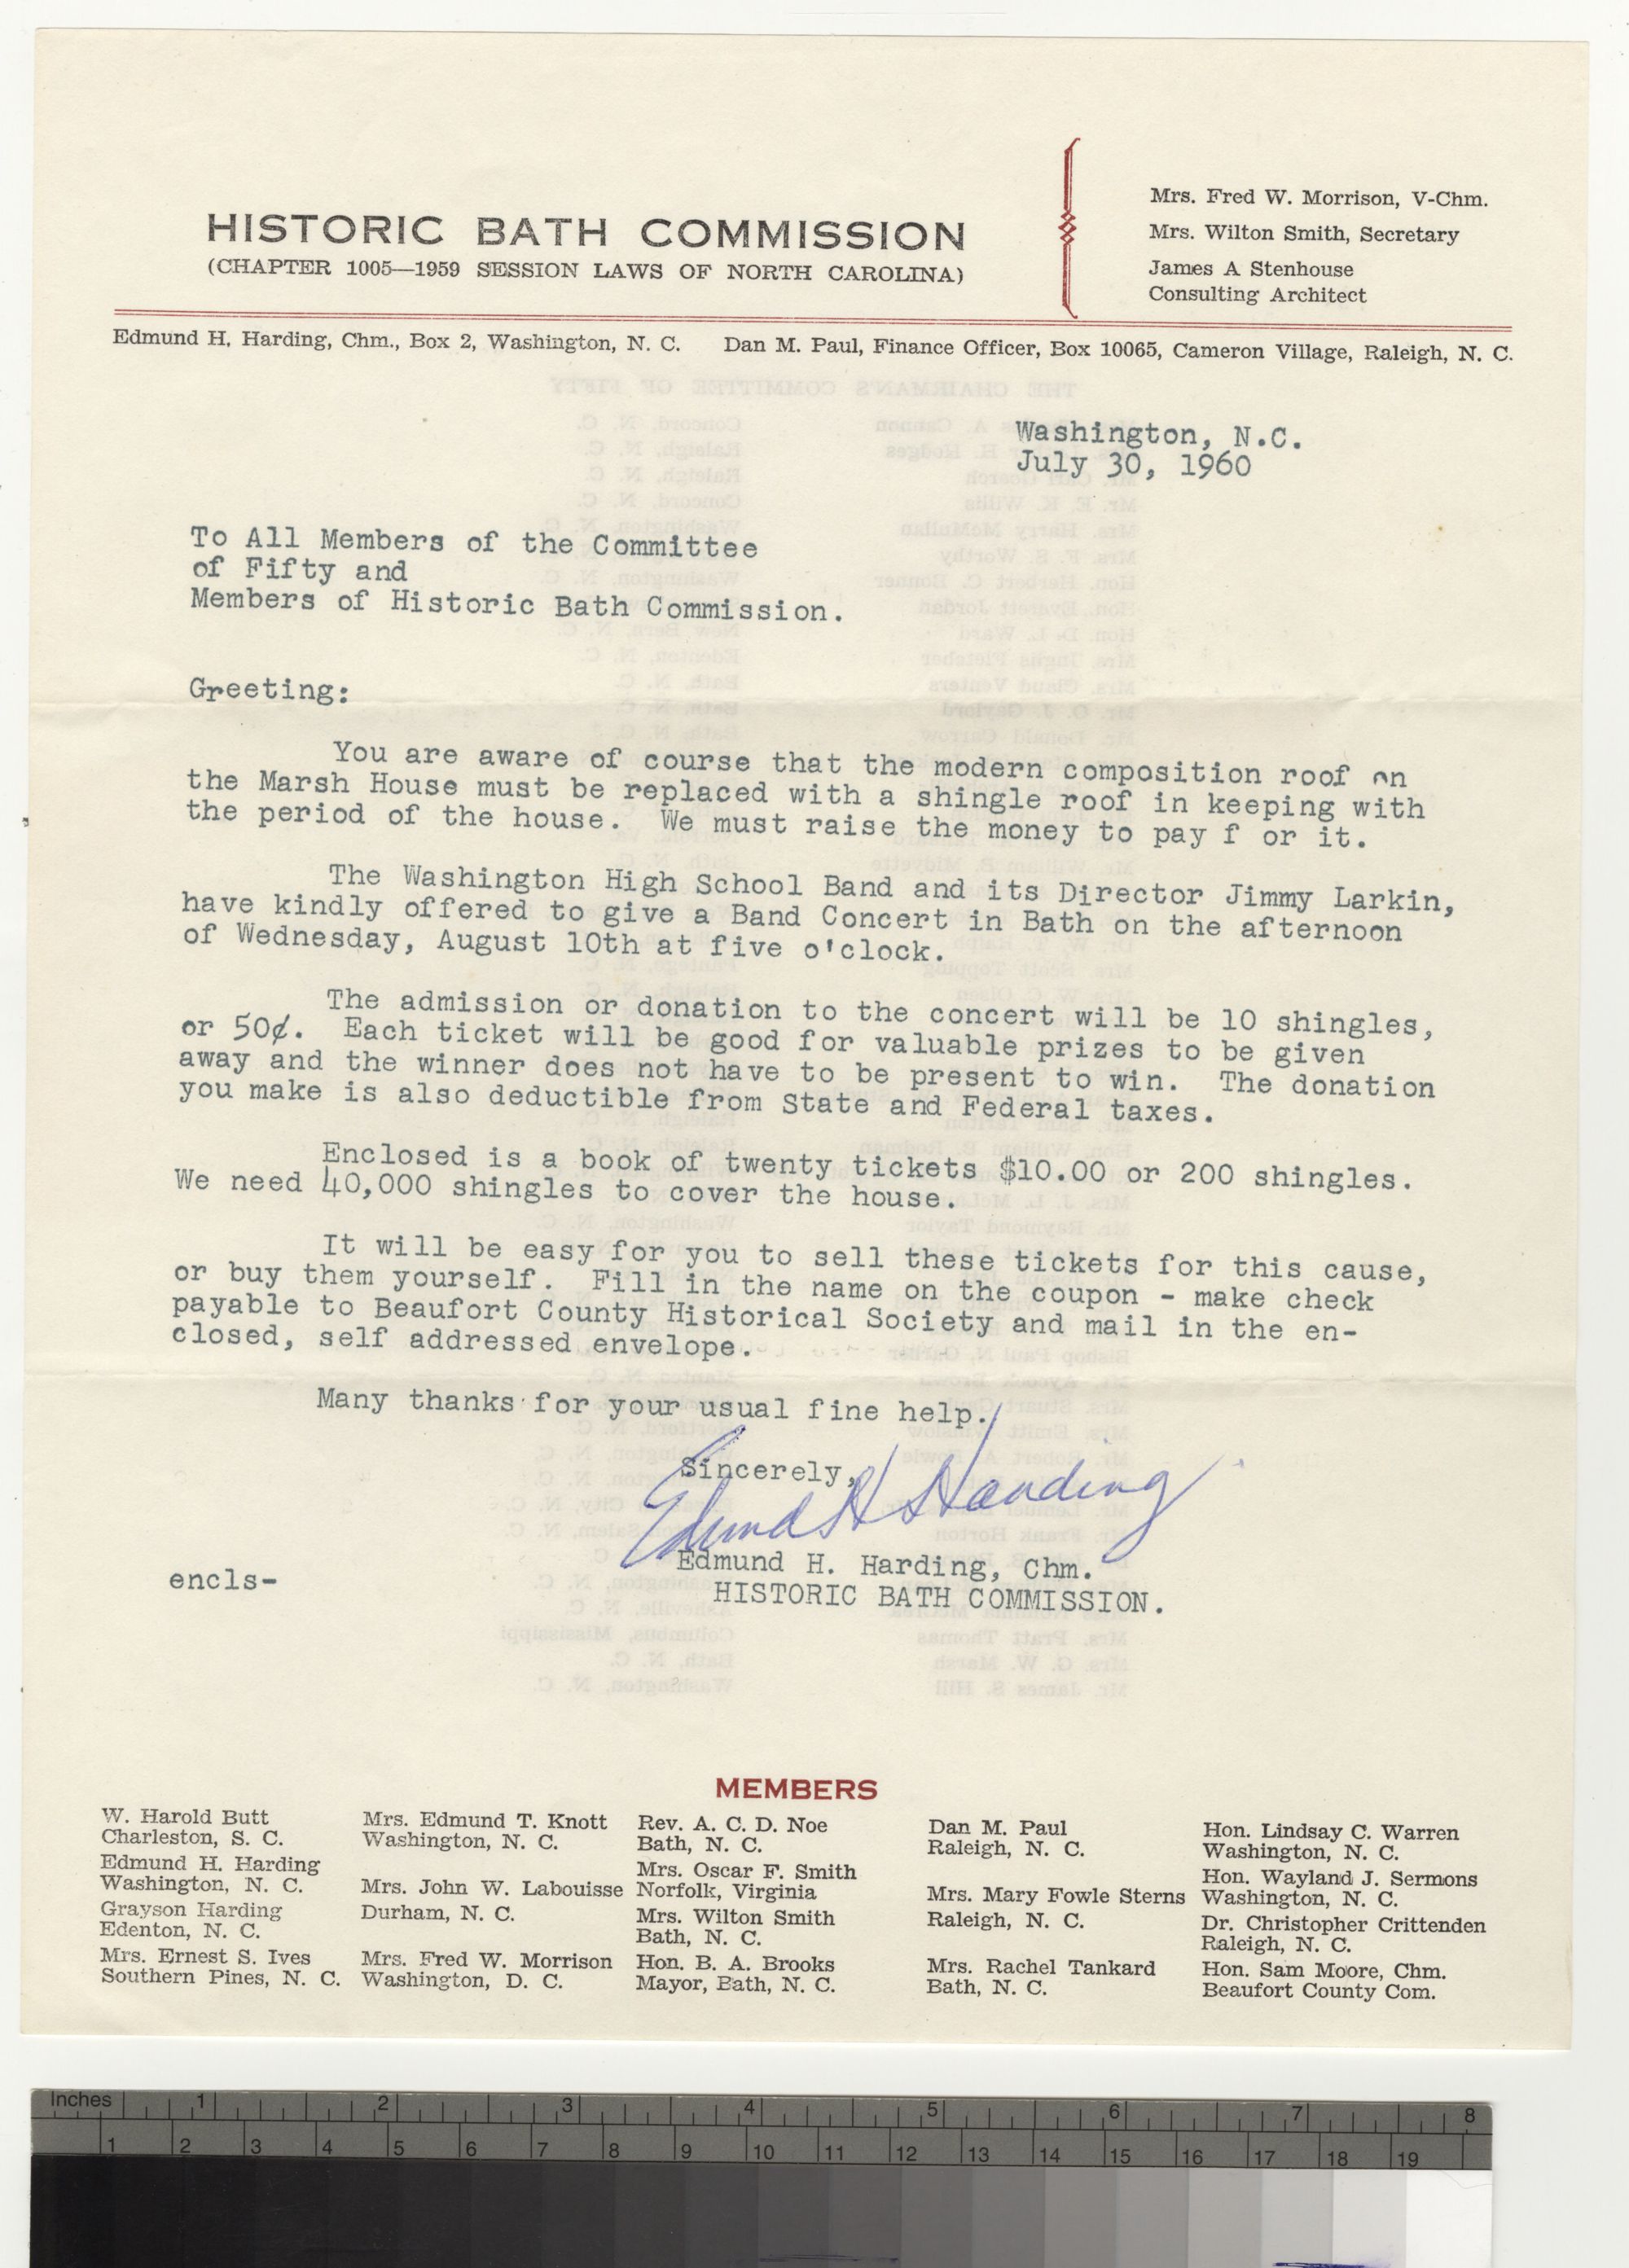 HISTORIC BATH COMMISSION
(CHAPTER 1005—1959 SESSION LAWS OF NORTH CAROLINA)
Mrs. Fred W. Morrison, V-Chm.
Mrs. Wilton Smith, Secretary
James A Stenhouse
Consulting Architect
Edmund H. Harding, Chm., Box 2, Washington, N. C. Dan M. Paul, Finance Officer, Box 10065, Cameron Village, Raleigh, N. C.
Washington, N.C.
July 30, 1960
To All Members of the Committee
of Fifty and
Members of Historic Bath Commission.
Greeting:
You are aware of course that the modern composition roof on
the Marsh House must be replaced with a shingle roof in keeping with
the period of the house. We must raise the money to pay f or it.
The Washington High School Band and its Director Jimmy Larkin,
have kindly offered to give a Band Concert in Bath on the afternoon
of Wednesday, August 10th at five o'clock.
The admission or donation to the concert will be 10 shingles,
or 50¢. Each ticket will be good for valuable prizes to be given
away and the winner does not have to be present to win. The donation
you make is also deductible from State and Federal taxes.
Enclosed is a book of twenty tickets $10.00 or 200 shingles.
We need 40,000 shingles to cover the house.
It will be easy for you to sell these tickets for this cause,
or buy them yourself. Fill in the name on the coupon - make check
payable to Beaufort County Historical Society and mail in the en-
closed, self addressed envelope.
Many thanks for your usual fine help.
Sincerely,
Edmund H Harding
Edmund H. Harding, Chm.
encls-
HISTORIC BATH COMMISSION.
MEMBERS
W. Harold Butt
Charleston, S. C.
Edmund H. Harding
Washington, N. C.
Grayson Harding
Edenton, N. C.
Mrs. Ernest S. Ives
Southern Pines, N. C.
Mrs. Edmund T. Knott
Washington, N. C.
Mrs. John W. Labouisse
Durham, N. C.
Mrs. Fred W. Morrison
Washington, D. C.
Rev. A. C. D. Noe
Bath, N. C.
Mrs. Oscar F. Smith
Norfolk, Virginia
Mrs. Wilton Smith
Bath, N. C.
Hon. B. A. Brooks
Mayor, Bath, N. C.
Dan M. Paul
Raleigh, N. C.
Mrs. Mary Fowle Sterns
Raleigh, N. C.
Mrs. Rachel Tankard
Bath, N. C.
Hon. Lindsay C. Warren
Washington, N. C.
Hon. Wayland J. Sermons
Washington, N. C.
Dr. Christopher Crittenden
Raleigh, N. C.
Hon. Sam Moore, Chm.
Beaufort County Com.
Inches 1 2 3 4 5 6 7 8
1 2 3 4 5 6 7 8 9 10 11 12 13 14 15 16 17 18 19